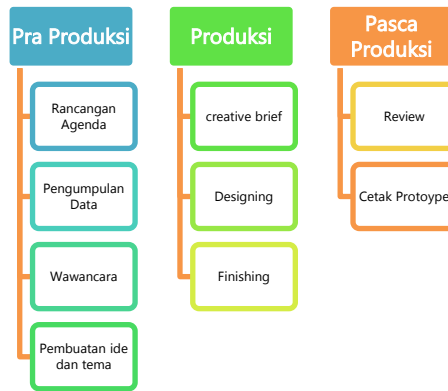 Pra Produksi
Rancangan
Agenda
Pengumpulan
Data
Wawancara
Pembuatan ide
dan tema
Produksi
creative brief
Designing
Finishing
Pasca
Produksi
Review
Cetak Protoype